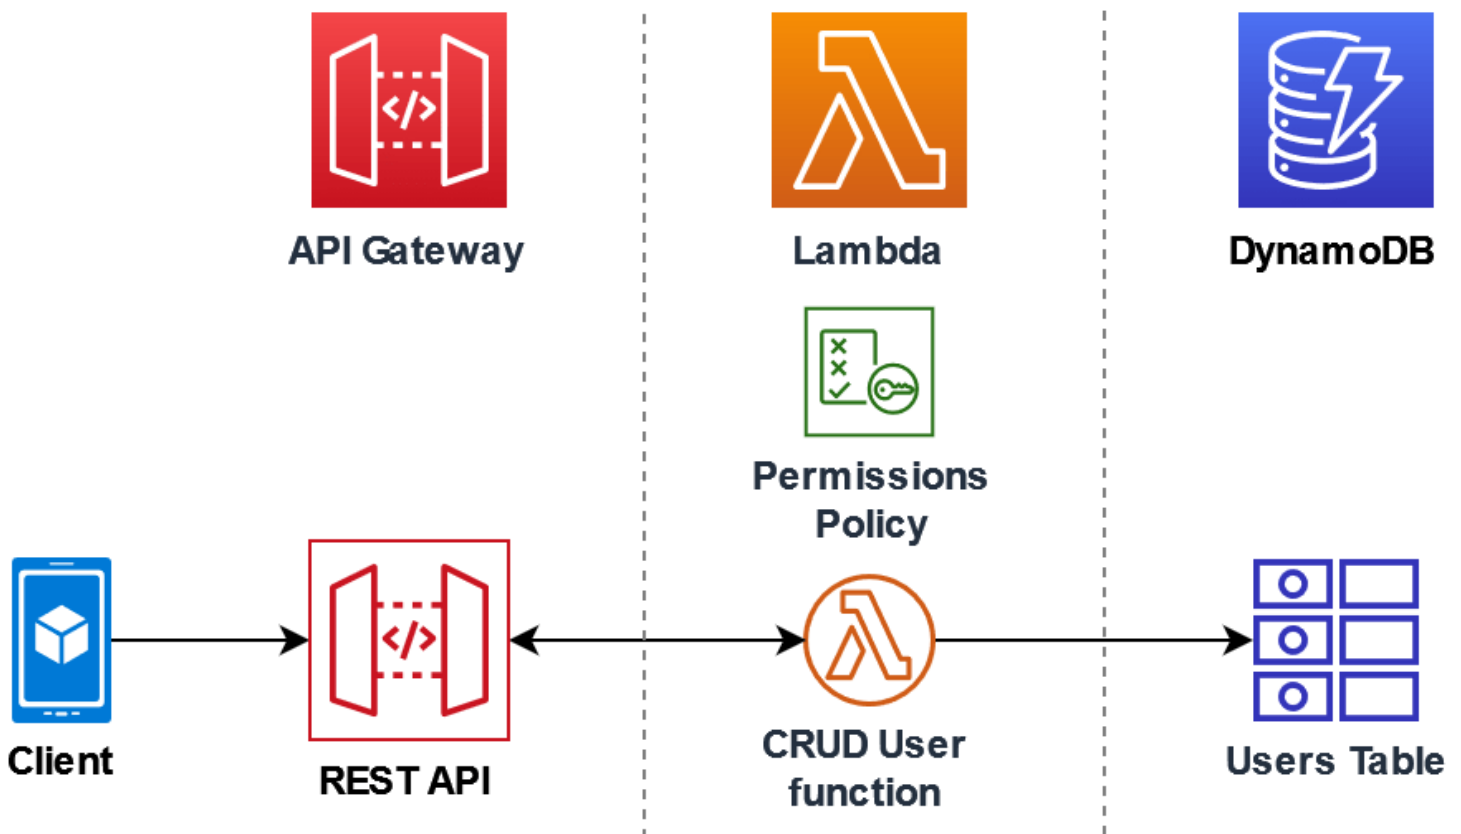 API Gateway
Lambda
DynamoDB
Permissions
Policy
Client
REST API
CRUD User
function
Users Table